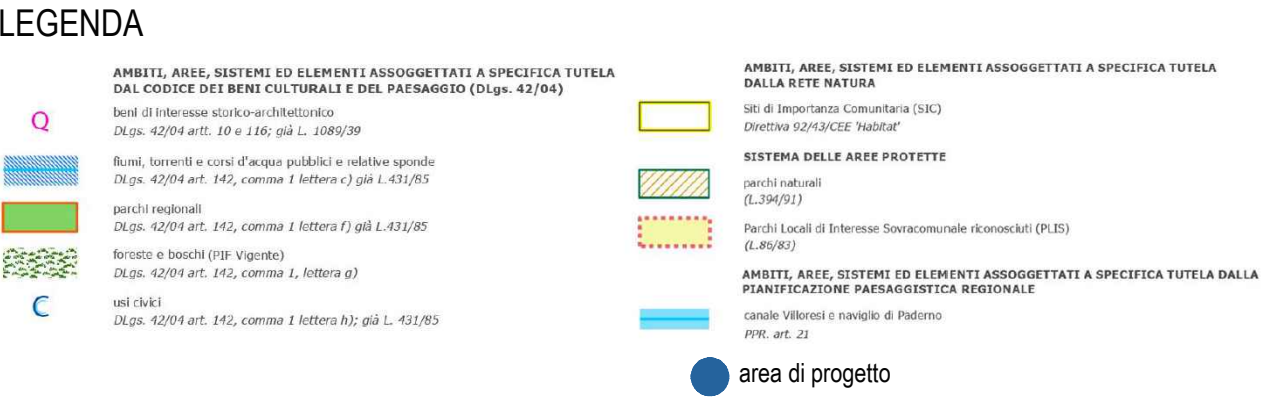 LEGENDA
AMBITI, AREE, SISTEMI ED ELEMENTI ASSOGGETTATI A SPECIFICA TUTELA
DAL CODICE DEI BENI CULTURALI E DEL PAESAGGIO (DLgs. 42/04)
Q
beni di interesse storico-architettonico
DLgs. 42/04 artt. 10 e 116; già L. 1089/39
fiumi, torrenti e corsi d'acqua pubblici e relative sponde
DLgs. 42/04 art. 142, comma 1 lettera c) già L.431/85
parchi regionali
DLgs. 42/04 art. 142, comma 1 lettera f) già L.431/85
foreste e boschi (PIF Vigente)
DLgs. 42/04 art. 142, comma 1, lettera g)
C
usi civici
DLgs. 42/04 art. 142, comma 1 lettera h); già L. 431/85
AMBITI, AREE, SISTEMI ED ELEMENTI ASSOGGETTATI A SPECIFICA TUTELA
DALLA RETE NATURA
Siti di Importanza Comunitaria (SIC)
Direttiva 92/43/CEE 'Habitat'
SISTEMA DELLE AREE PROTETTE
parchi naturali
(L.394/91)
Parchi Locali di Interesse Sovracomunale riconosciuti (PLIS)
(L.86/83)
AMBITI, AREE, SISTEMI ED ELEMENTI ASSOGGETTATI A SPECIFICA TUTELA DALLA
PIANIFICAZIONE PAESAGGISTICA REGIONALE
canale Villoresi e naviglio di Paderno
PPR. art. 21
area di progetto